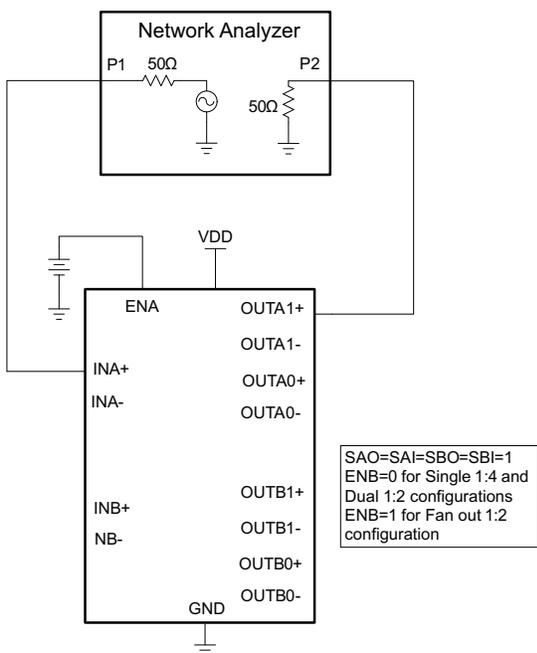 Network Analyzer
P1
50Ω
P2
50Ω
VDD
ENA
OUTA1+
OUTA1-
INA+
OUTA0+
INA-
OUTA0-
SAO=SAI=SBO=SBI=1
ENB=0 for Single 1:4 and
Dual 1:2 configurations
ENB=1 for Fan out 1:2
configuration
OUTB1+
INB+
OUTB1-
NB-
OUTB0+
OUTB0-
GND